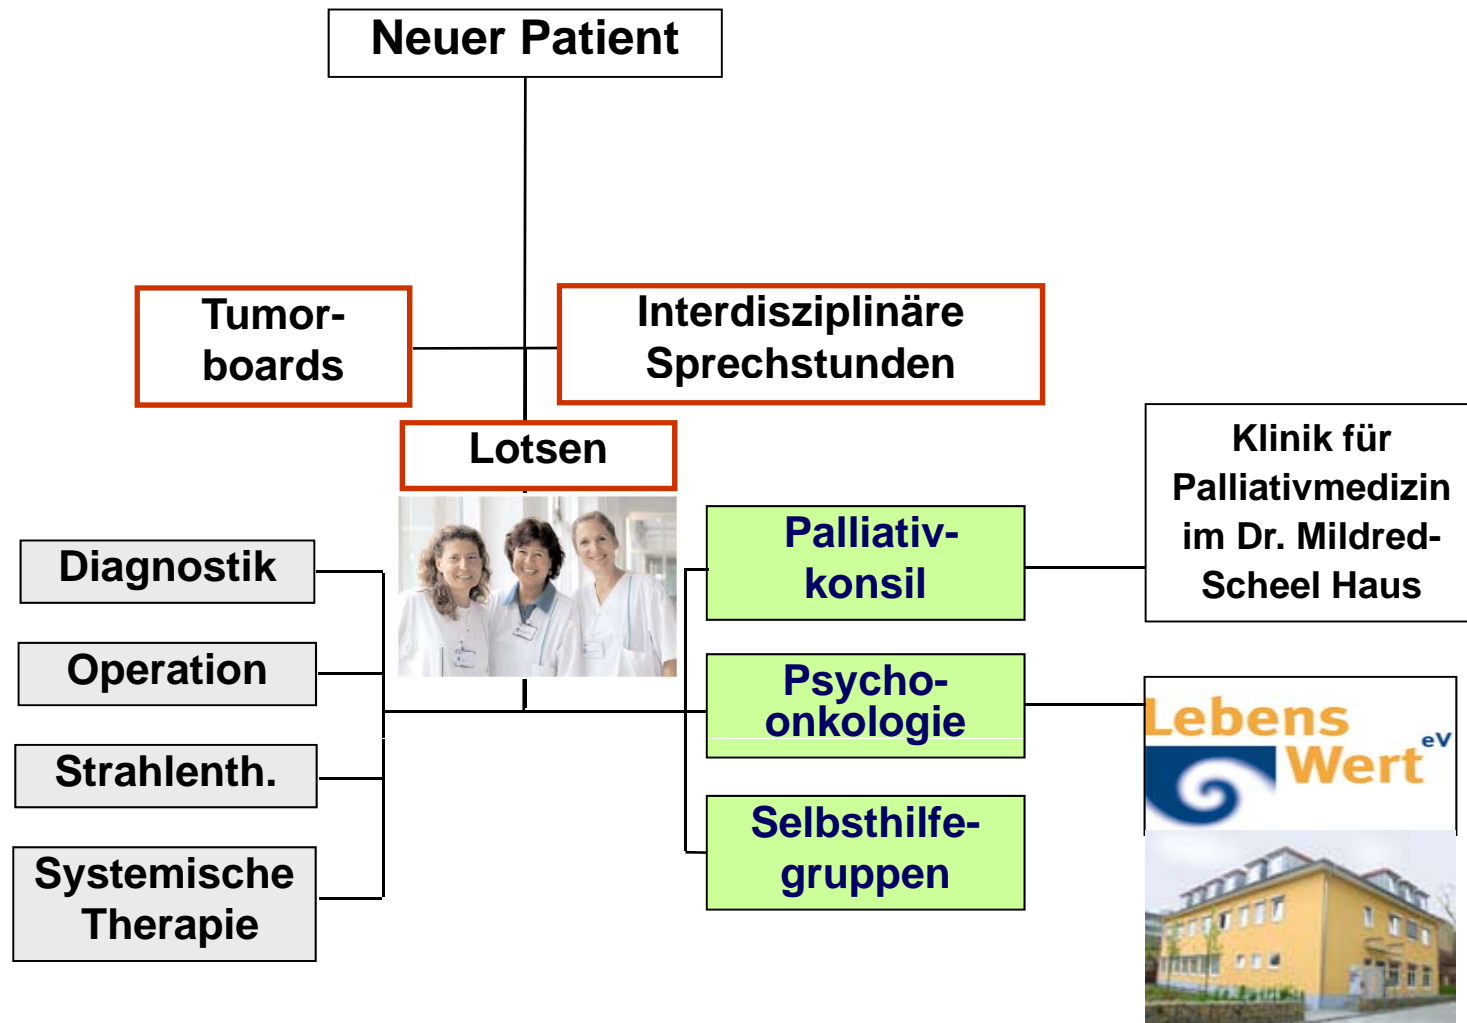 Neuer Patient
Tumor-
boards
Interdisziplinäre
Sprechstunden
Lotsen
Diagnostik
Operation
Strahlenth.
Systemische
Therapie
Palliativ-
konsil
Psycho-
onkologie
Selbsthilfe-
gruppen
Klinik für
Palliativmedizin
im Dr. Mildred-
Scheel Haus
Lebens
Wert eV